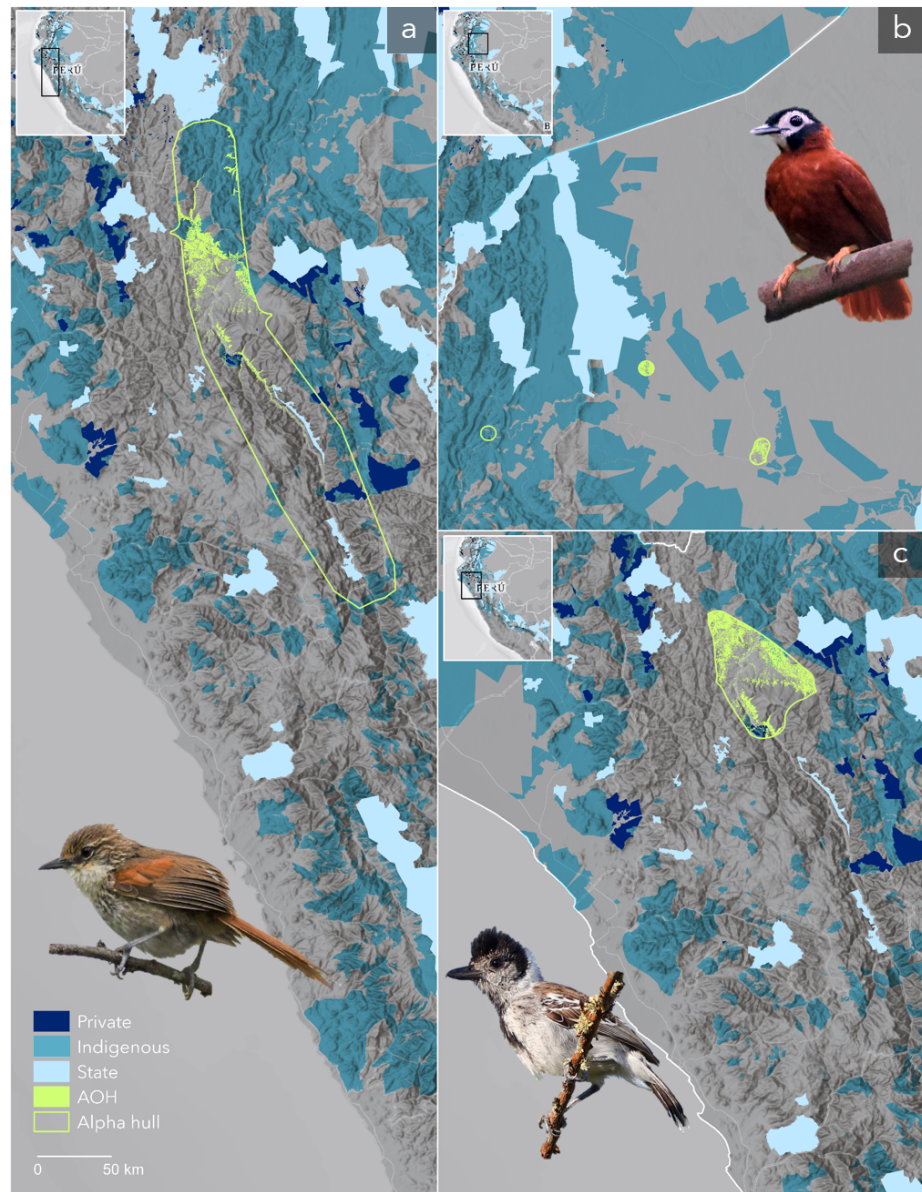 a
PERÚ
b
PERÚ
B
c
PERÚ
Private
Indigenous
State
AOH
Alpha hull
0 50 km